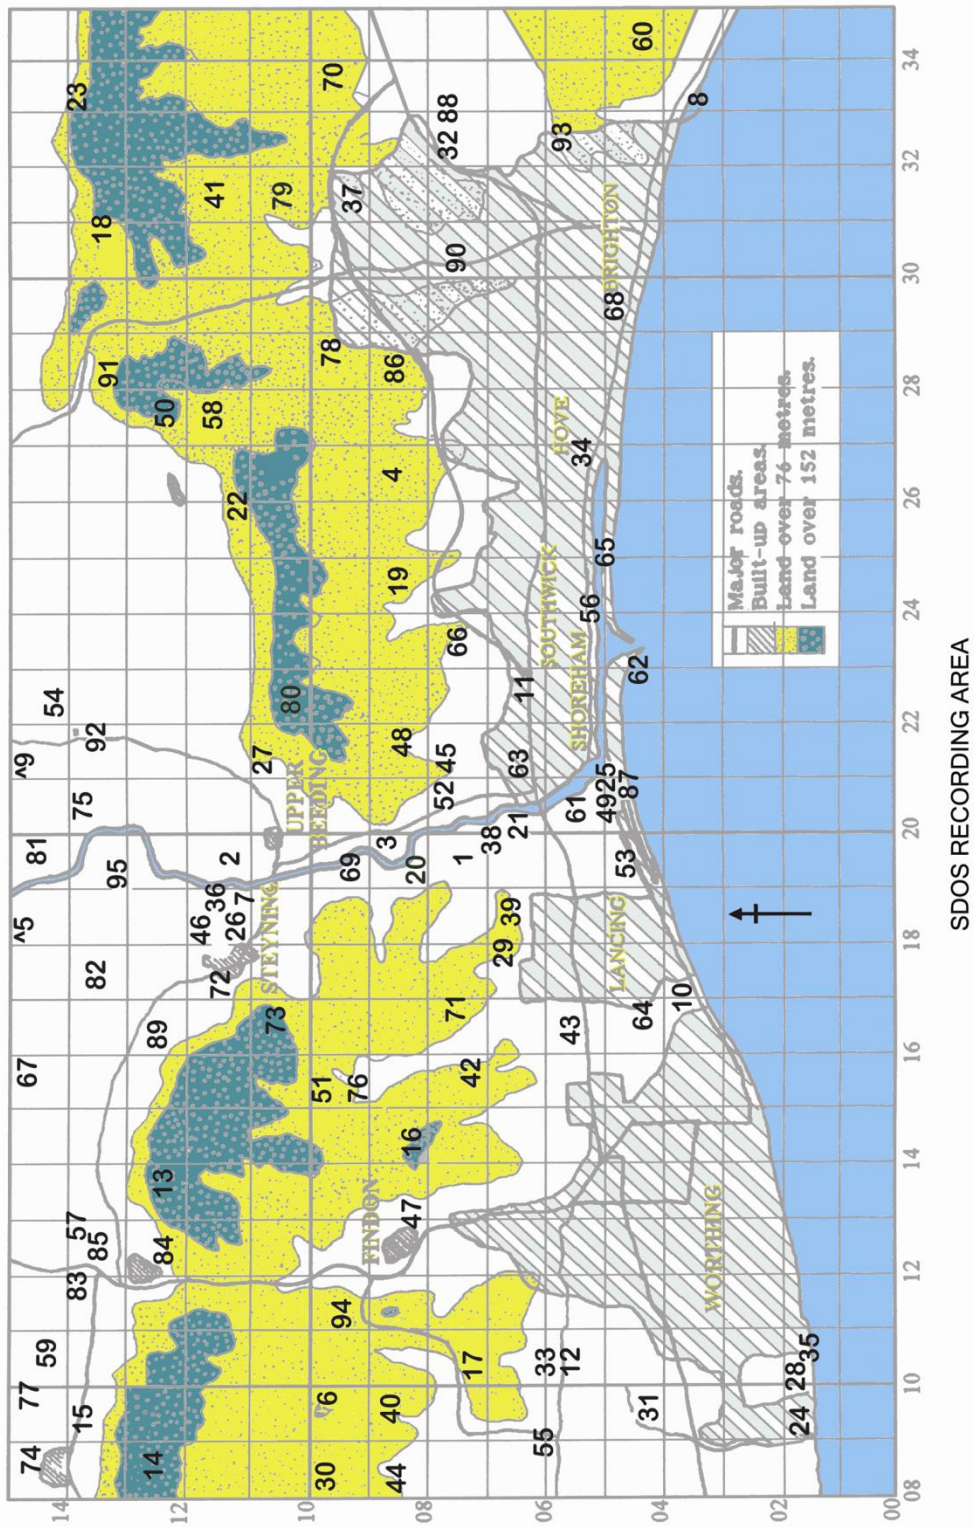 74 77 67 ^5 ^9
59 81 54
14
15 83 57 75 23
85 82 92 18
95 91
14 84 13 89 50
12
46 36 58 41
72 26 7 2 22
27
73 STEYNING 80 79
UPPER
BEEDING
10
30 6 51 78 70
94 76 69 37
FINDON
44 40 3 19 4 86
47 16 20 48
08
52 45 32 88
17 42 71 1 66 90
38
29 39 21 63 11
06
55 33 SOUTHWICK
12 43 61 HOVE 93
SHOREHAM 56 34
49 25 65
LANCING BRIGHTON
53 87 68
31 64 62 60
04
10 8
WORTHING
Major roads.
Built-up areas.
02
Land over 76 metres.
24 28 35
Land over 152 metres.
00
08 10 12 14 16 18 20 22 24 26 28 30 32 34
SDOS RECORDING AREA